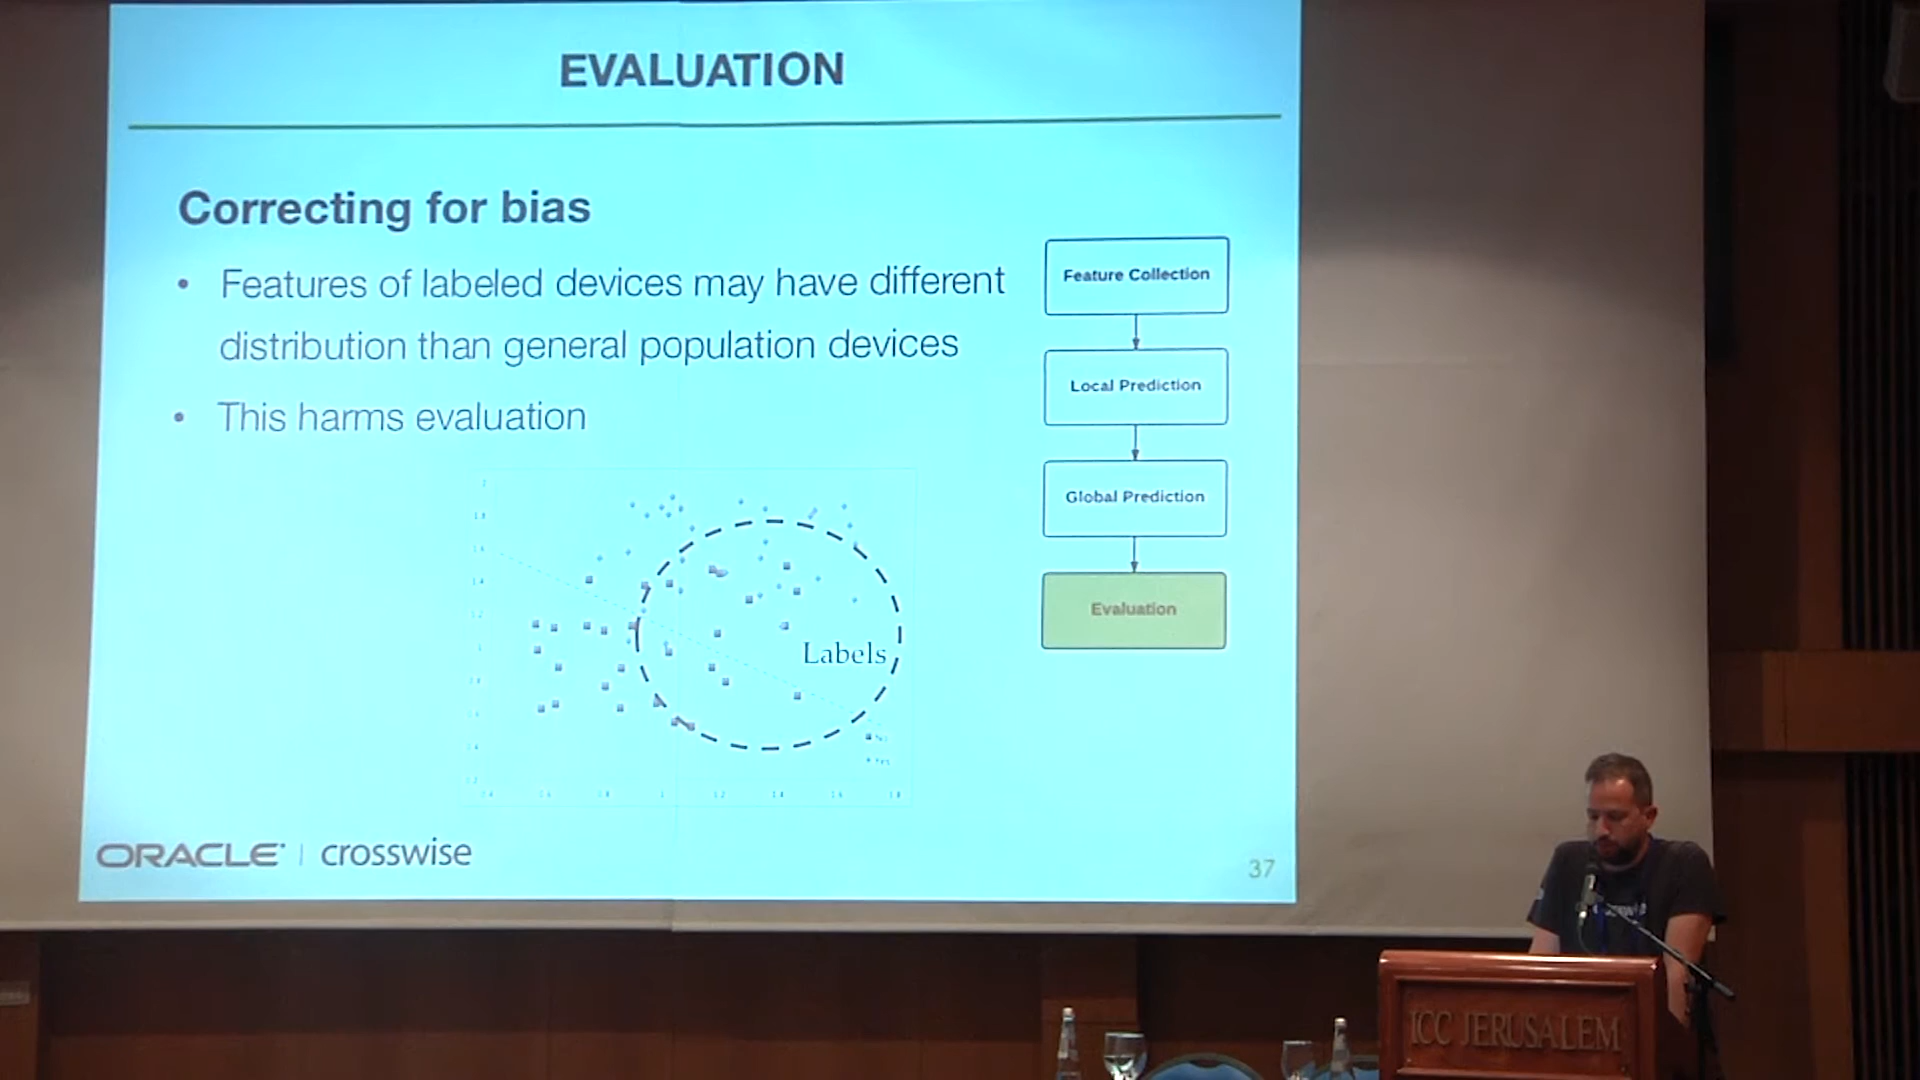 EVALUATION
Correcting for bias
• Features of labeled devices may have different
distribution than general population devices
• This harms evaluation
Feature Collection
Local Prediction
Global Prediction
Evaluation
Labels
ORACLE | crosswise
37
ICC JERUSALEM